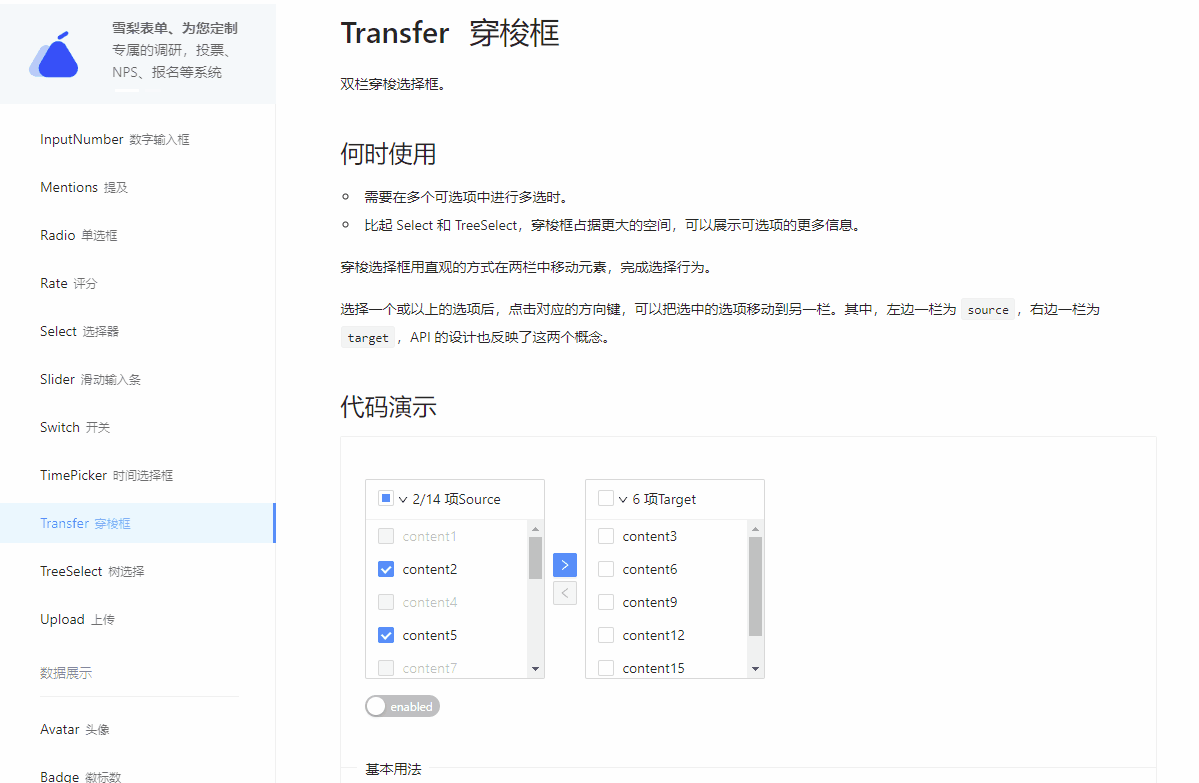 雪梨表单、为您定制
专属的调研，投票、
NPS、报名等系统
InputNumber 数字输入框
Mentions 提及
Radio 单选框
Rate 评分
Select 选择器
Slider 滑动输入条
Switch 开关
TimePicker 时间选择框
Transfer 穿梭框
TreeSelect 树选择
Upload 上传
数据展示
Avatar 头像
Badge 徽标数
Transfer 穿梭框
双栏穿梭选择框。
何时使用
需要在多个可选项中进行多选时。
比起 Select 和 TreeSelect，穿梭框占据更大的空间，可以展示可选项的更多信息。
穿梭选择框用直观的方式在两栏中移动元素，完成选择行为。
选择一个或以上的选项后，点击对应的方向键，可以把选中的选项移动到另一栏。其中，左边一栏为 source ，右边一栏为
target ，API 的设计也反映了这两个概念。
代码演示
2/14 项Source
content1
content2
content4
content5
content7
6 项Target
content3
content6
content9
content12
content15
enabled
基本用法